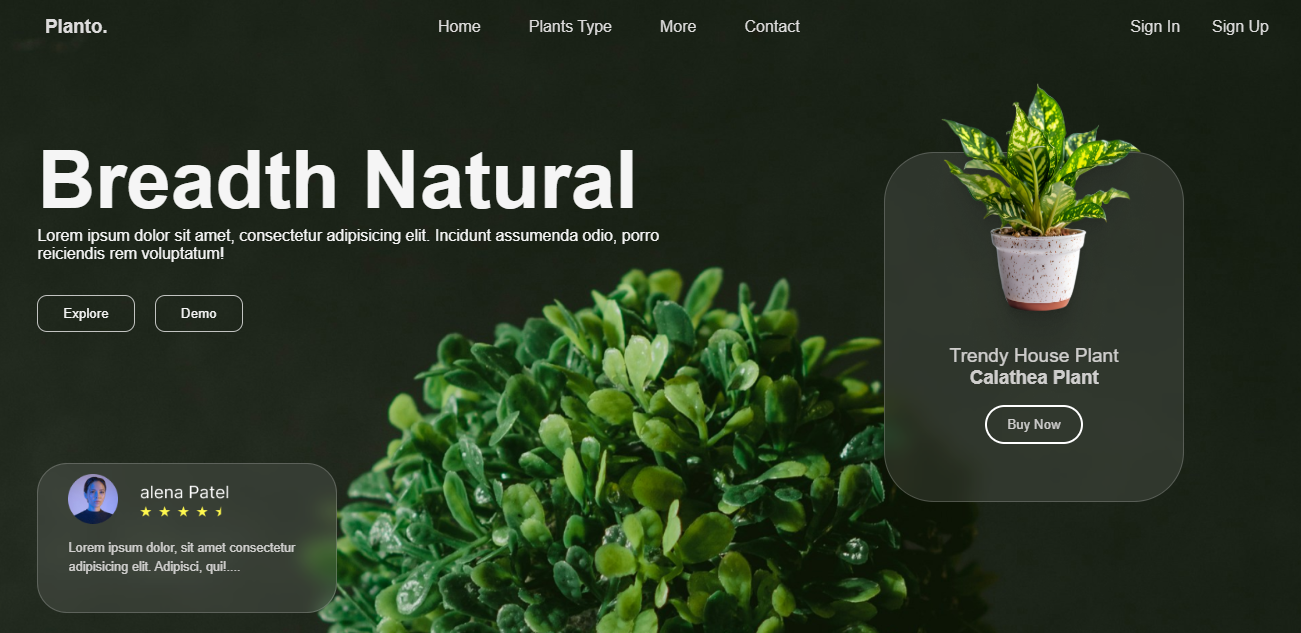 Planto.
Home
Plants Type
More
Contact
Sign In
Sign Up
Breadth Natural
Lorem ipsum dolor sit amet, consectetur adipisicing elit. Incidunt assumenda odio, porro
reiciendis rem voluptatum!
Explore
Demo
Trendy House Plant
Calathea Plant
Buy Now
alena Patel
Lorem ipsum dolor, sit amet consectetur
adipisicing elit. Adipisci, qui!....